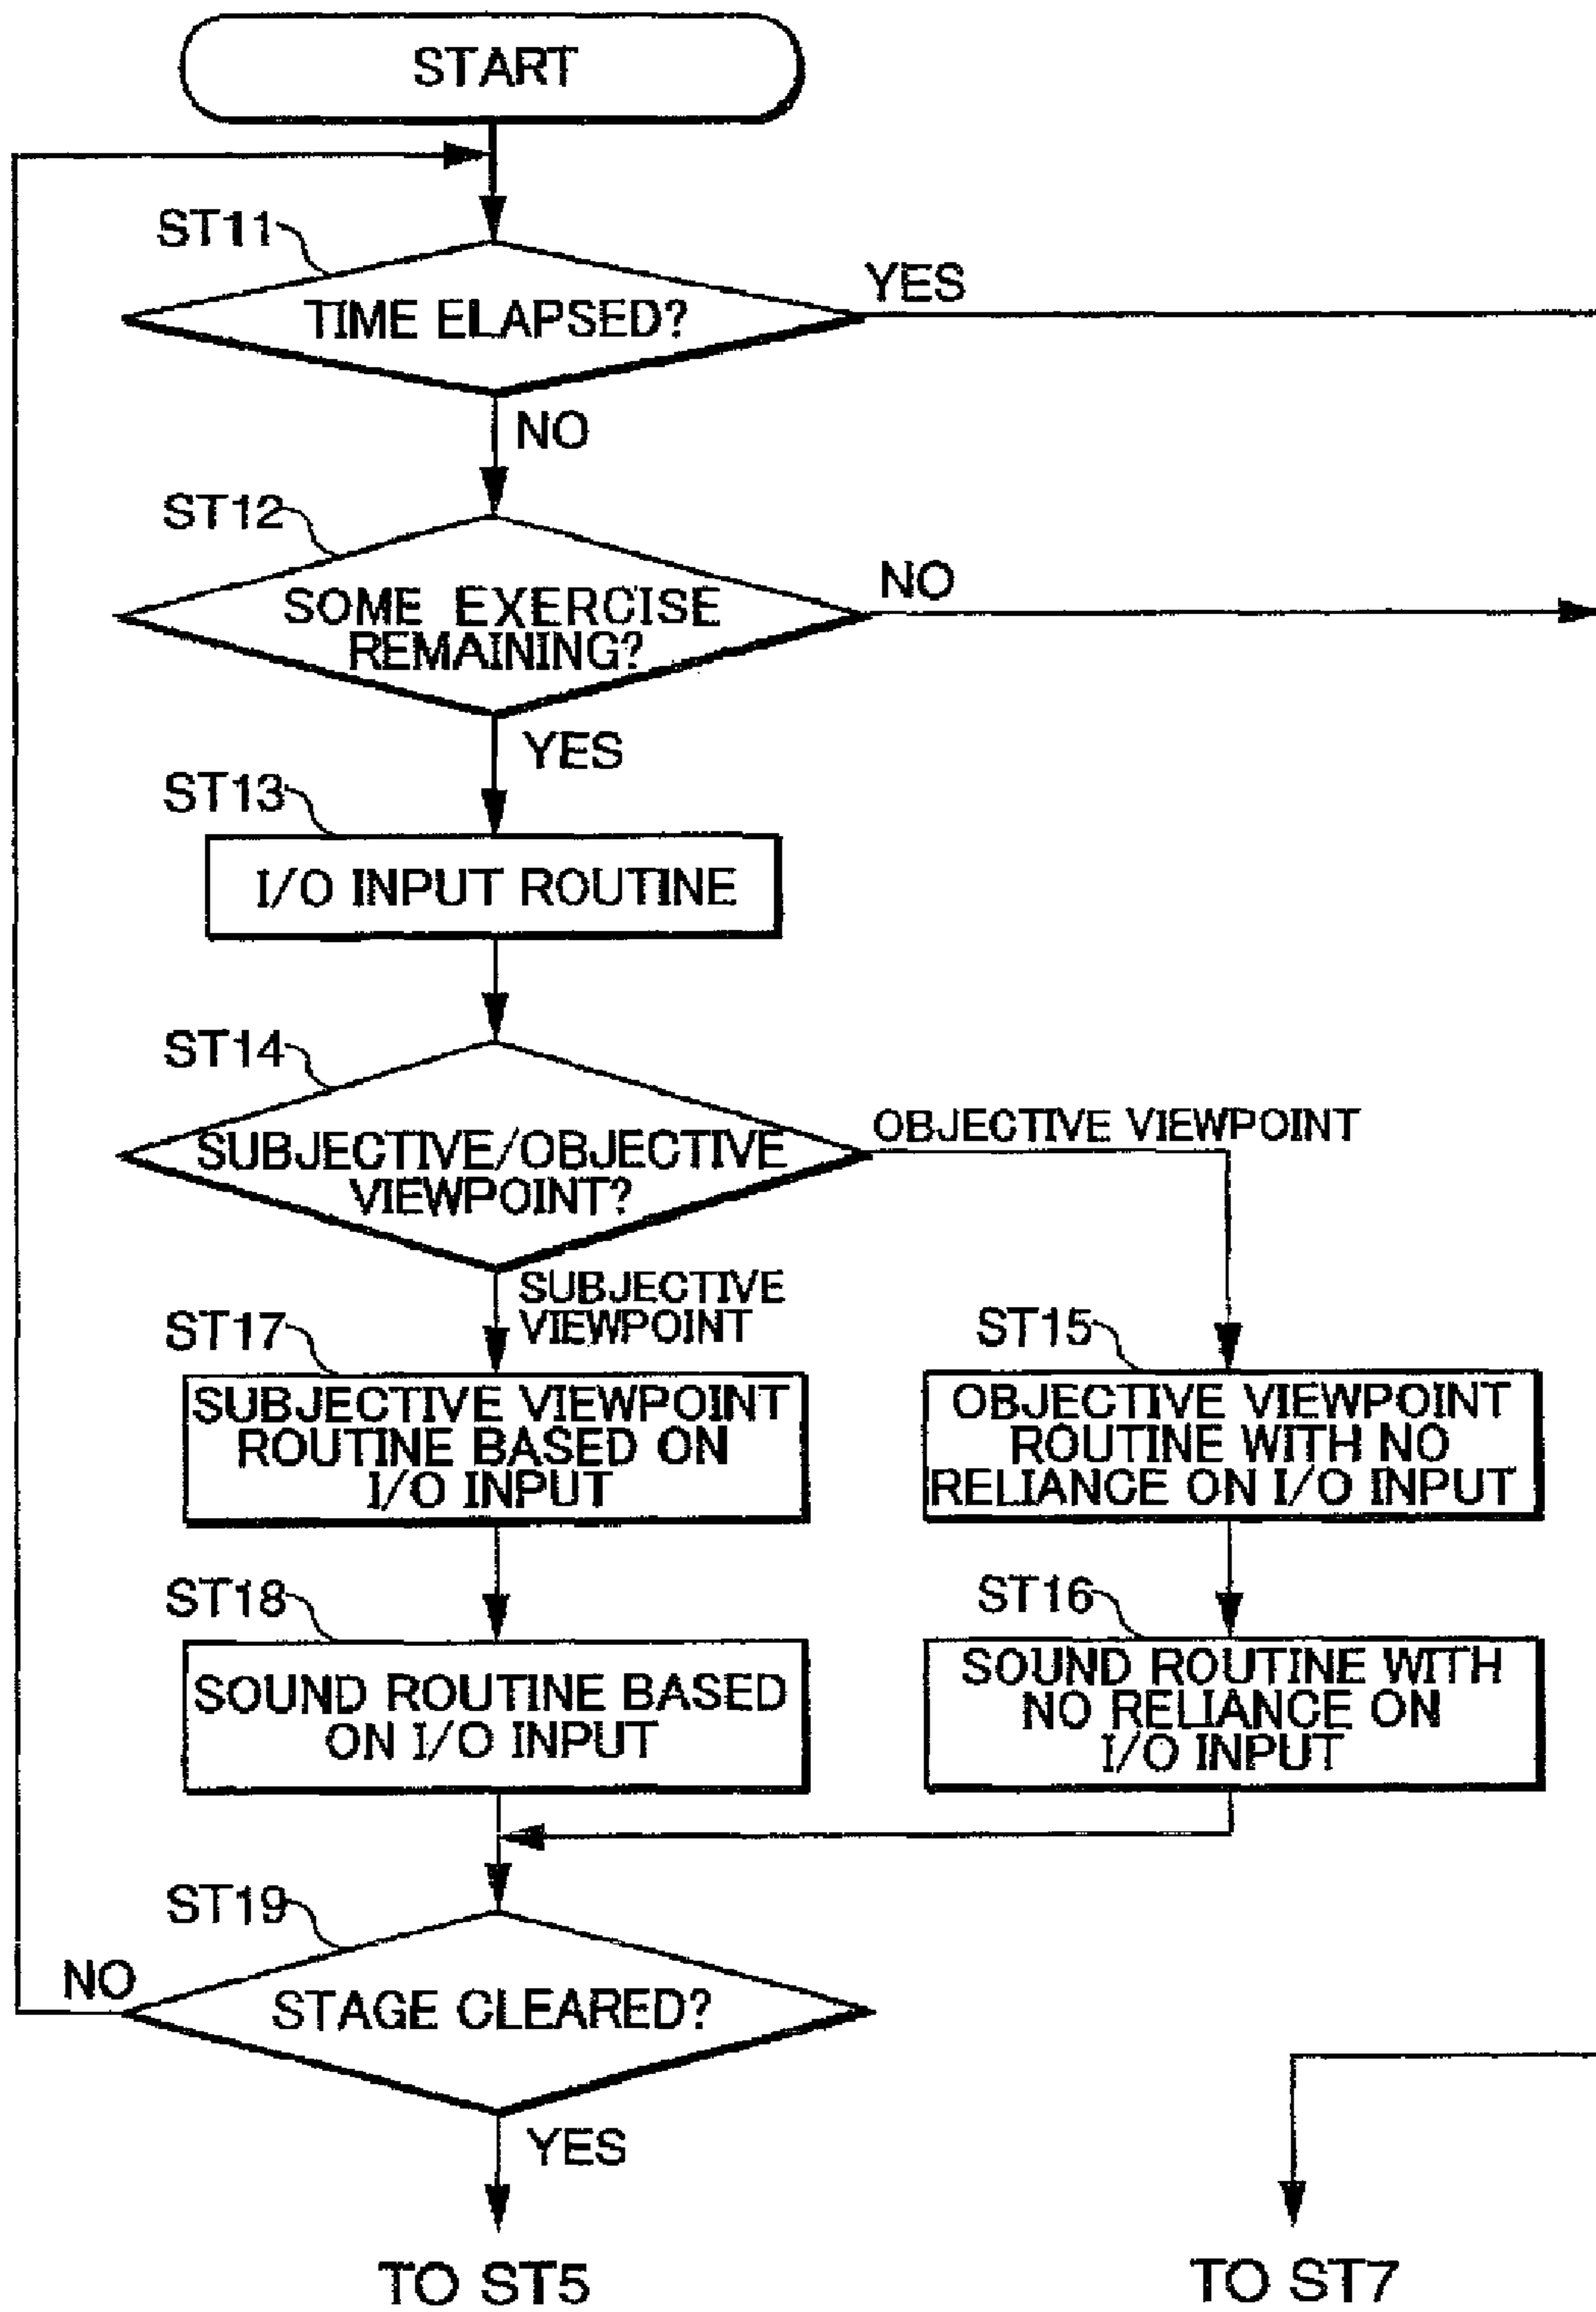 START
ST11
TIME ELAPSED?
YES
NO
ST12
SOME EXERCISE
REMAINING?
NO
YES
ST13
I/O INPUT ROUTINE
ST14
SUBJECTIVE/OBJECTIVE
VIEWPOINT?
OBJECTIVE VIEWPOINT
SUBJECTIVE
VIEWPOINT
ST17
SUBJECTIVE VIEWPOINT
ROUTINE BASED ON
I/O INPUT
ST15
OBJECTIVE VIEWPOINT
ROUTINE WITH NO
RELIANCE ON I/O INPUT
ST18
SOUND ROUTINE BASED
ON I/O INPUT
ST16
SOUND ROUTINE WITH
NO RELIANCE ON
I/O INPUT
ST19
NO
STAGE CLEARED?
YES
TO ST5
TO ST7